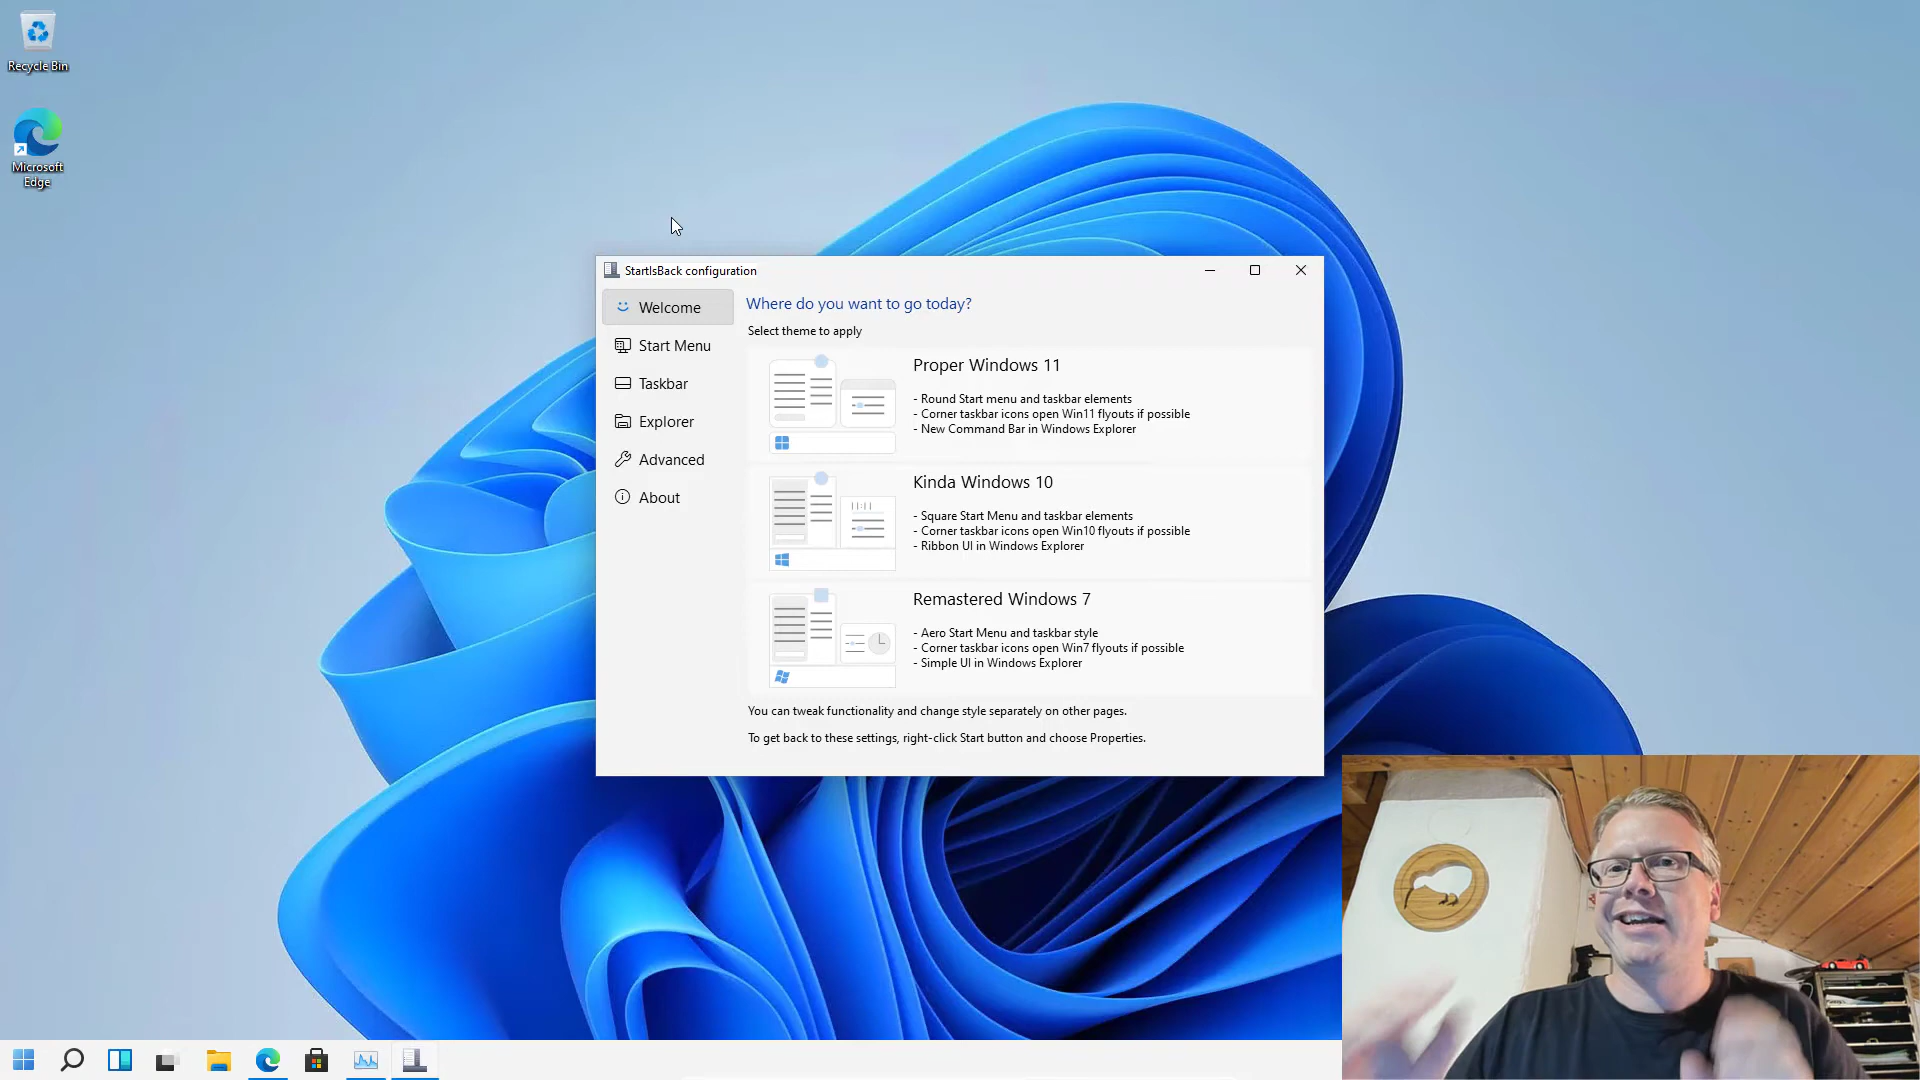 Recycle Bin
Microsoft
Edge
StartIsBack configuration
Welcome
Start Menu
Taskbar
Explorer
Advanced
About
Where do you want to go today?
Select theme to apply
Proper Windows 11
- Round Start menu and taskbar elements
- Corner taskbar icons open Win11 flyouts if possible
- New Command Bar in Windows Explorer
Kinda Windows 10
- Square Start Menu and taskbar elements
- Corner taskbar icons open Win10 flyouts if possible
- Ribbon UI in Windows Explorer
Remastered Windows 7
- Aero Start Menu and taskbar style
- Corner taskbar icons open Win7 flyouts if possible
- Simple UI in Windows Explorer
You can tweak functionality and change style separately on other pages.
To get back to these settings, right-click Start button and choose Properties.